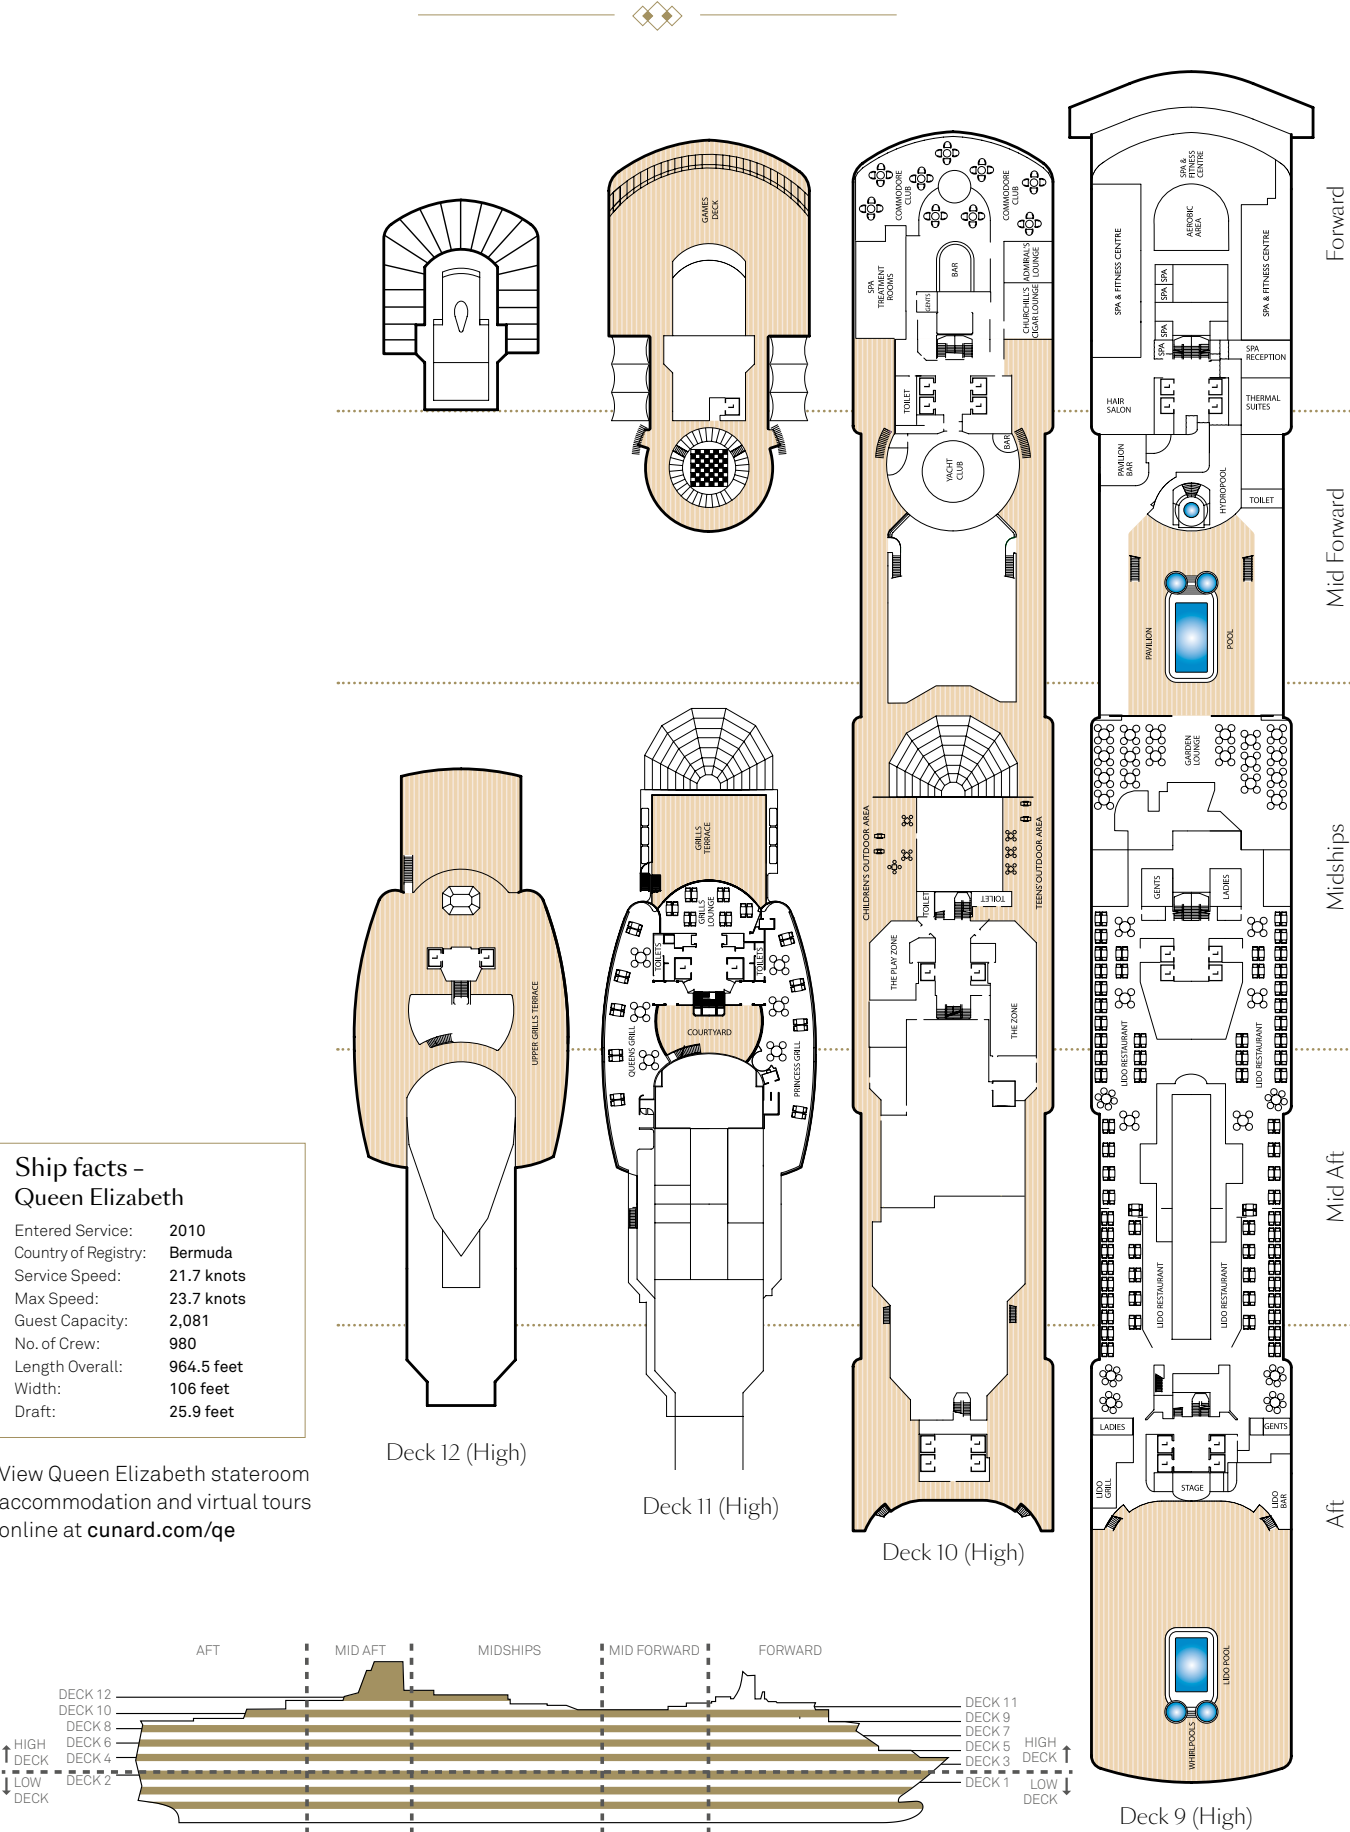 GAMES
DECK
COMMODORE
CLUB
COMMODORE
CLUB
SPA
TREATMENT
ROOMS
BAR
GENTS
ADMIRAL'S
LOUNGE
CHURCHILL'S
CIGAR LOUNGE
TOILET
BAR
YACHT
CLUB
SPA &
FITNESS
CENTRE
AEROBIC
AREA
SPA & FITNESS CENTRE
SPA & FITNESS CENTRE
SPA
SPA
SPA
SPA
SPA
RECEPTION
HAIR
SALON
THERMAL
SUITES
PAVILION
BAR
HYDROPOOL
TOILET
PAVILION
POOL
Forward
Mid Forward
Midships
Mid Aft
Aft
GRILLS
TERRACE
GRILLS
LOUNGE
TOILETS
TOILETS
COURTYARD
QUEENS GRILL
PRINCESS GRILL
UPPER GRILLS TERRACE
CHILDREN'S OUTDOOR AREA
TEENS' OUTDOOR AREA
TOILET
TOILET
THE PLAY ZONE
THE ZONE
GARDEN
LOUNGE
GENTS
LADIES
LIDO RESTAURANT
LIDO RESTAURANT
LIDO RESTAURANT
LIDO RESTAURANT
LADIES
GENTS
LIDO
GRILL
STAGE
LIDO
BAR
LIDO POOL
WHIRLPOOLS
Ship facts –
Queen Elizabeth
Entered Service: 2010
Country of Registry: Bermuda
Service Speed: 21.7 knots
Max Speed: 23.7 knots
Guest Capacity: 2,081
No. of Crew: 980
Length Overall: 964.5 feet
Width: 106 feet
Draft: 25.9 feet
View Queen Elizabeth stateroom
accommodation and virtual tours
online at cunard.com/qe
Deck 12 (High)
Deck 11 (High)
Deck 10 (High)
Deck 9 (High)
AFT MID AFT MIDSHIPS MID FORWARD FORWARD
DECK 12
DECK 10
DECK 8
DECK 6
DECK 4
DECK 2
HIGH
DECK
LOW
DECK
DECK 11
DECK 9
DECK 7
DECK 5
DECK 3
DECK 1
HIGH
DECK
LOW
DECK